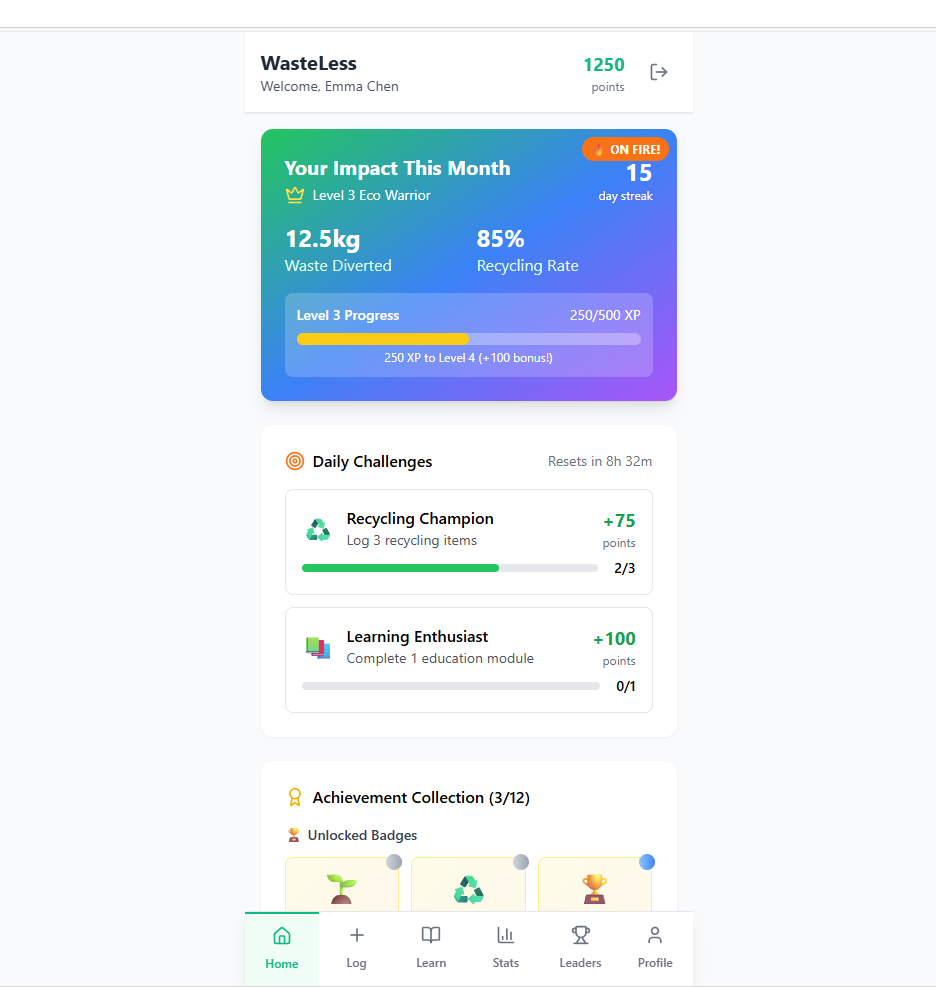 WasteLess
Welcome, Emma Chen
1250
points
ON FIRE!
Your Impact This Month
15
Level 3 Eco Warrior
day streak
12.5kg
85%
Waste Diverted
Recycling Rate
Level 3 Progress
250/500 XP
250 XP to Level 4 (+100 bonus!)
Daily Challenges
Resets in 8h 32m
Recycling Champion
+75
Log 3 recycling items
points
2/3
Learning Enthusiast
+100
Complete 1 education module
points
0/1
Achievement Collection (3/12)
Unlocked Badges
Home
Log
Learn
Stats
Leaders
Profile